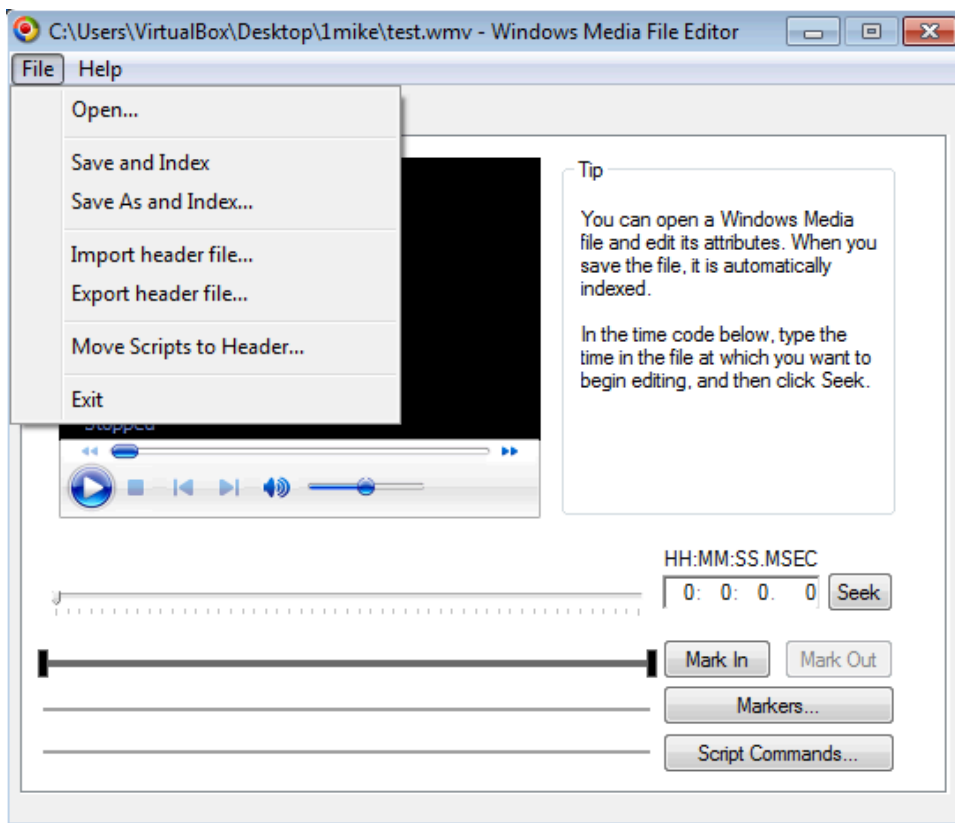 C:\Users\VirtualBox\Desktop\1mike\test.wmv - Windows Media File Editor
File Help
Open...
Save and Index
Save As and Index...
Import header file...
Export header file...
Move Scripts to Header...
Exit
Stopped
Tip
You can open a Windows Media
file and edit its attributes. When you
save the file, it is automatically
indexed.
In the time code below, type the
time in the file at which you want to
begin editing, and then click Seek.
HH:MM:SS.MSEC
0: 0: 0. 0 Seek
Mark In Mark Out
Markers...
Script Commands...